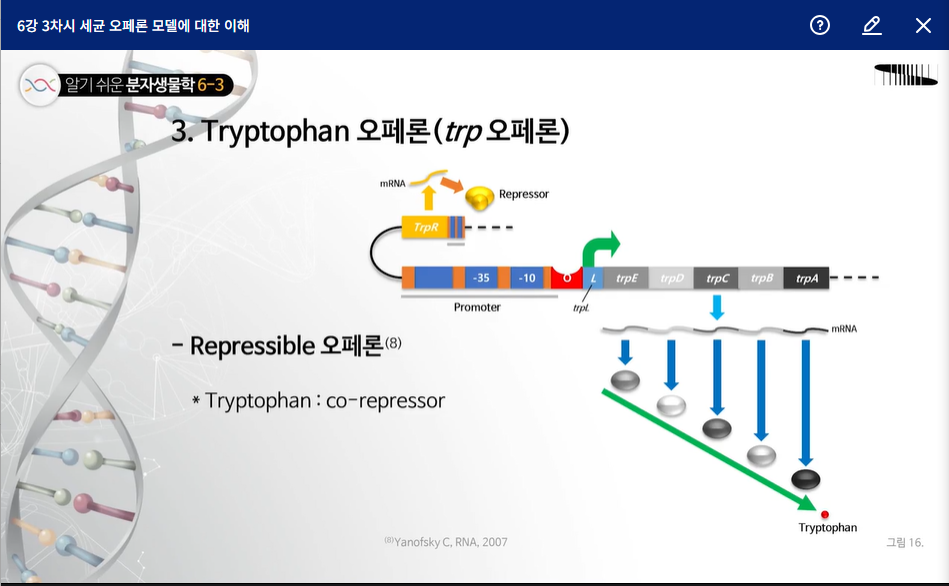 6강 3차시 세균 오페론 모델에 대한 이해
알기 쉬운 분자생물학 6-3
3. Tryptophan 오페론(trp 오페론)
mRNA
Repressor
TrpR
-35
-10
O
L
trpE
trpD
trpC
trpB
trpA
Promoter
trpL
mRNA
- Repressible 오페론(8)
* Tryptophan : co-repressor
Tryptophan
(8)Yanofsky C, RNA, 2007
그림 16.